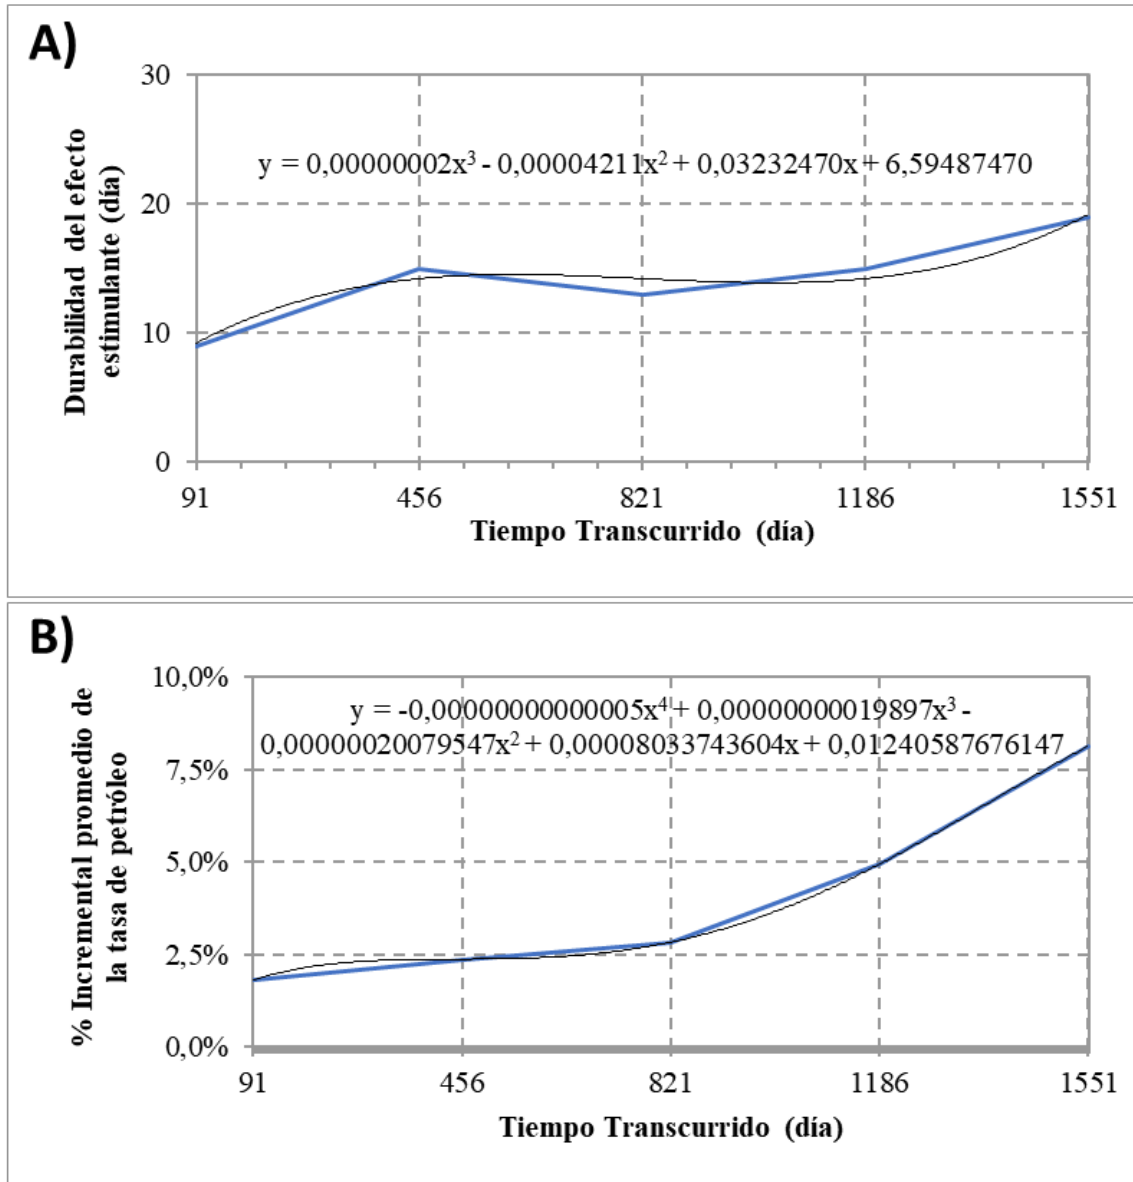 A)
30
y = 0,00000002x³ - 0,00004211x² + 0,03232470x + 6,59487470
20
10
0
Durabilidad del efecto
estimulante (día)
91 456 821 1186 1551
Tiempo Transcurrido (día)
B)
10,0%
y = -0,00000000000005x⁴ + 0,00000000019897x³ -
0,00000020079547x² + 0,00008033743604x + 0,01240587676147
7,5%
5,0%
2,5%
0,0%
% Incremental promedio de
la tasa de petróleo
91 456 821 1186 1551
Tiempo Transcurrido (día)